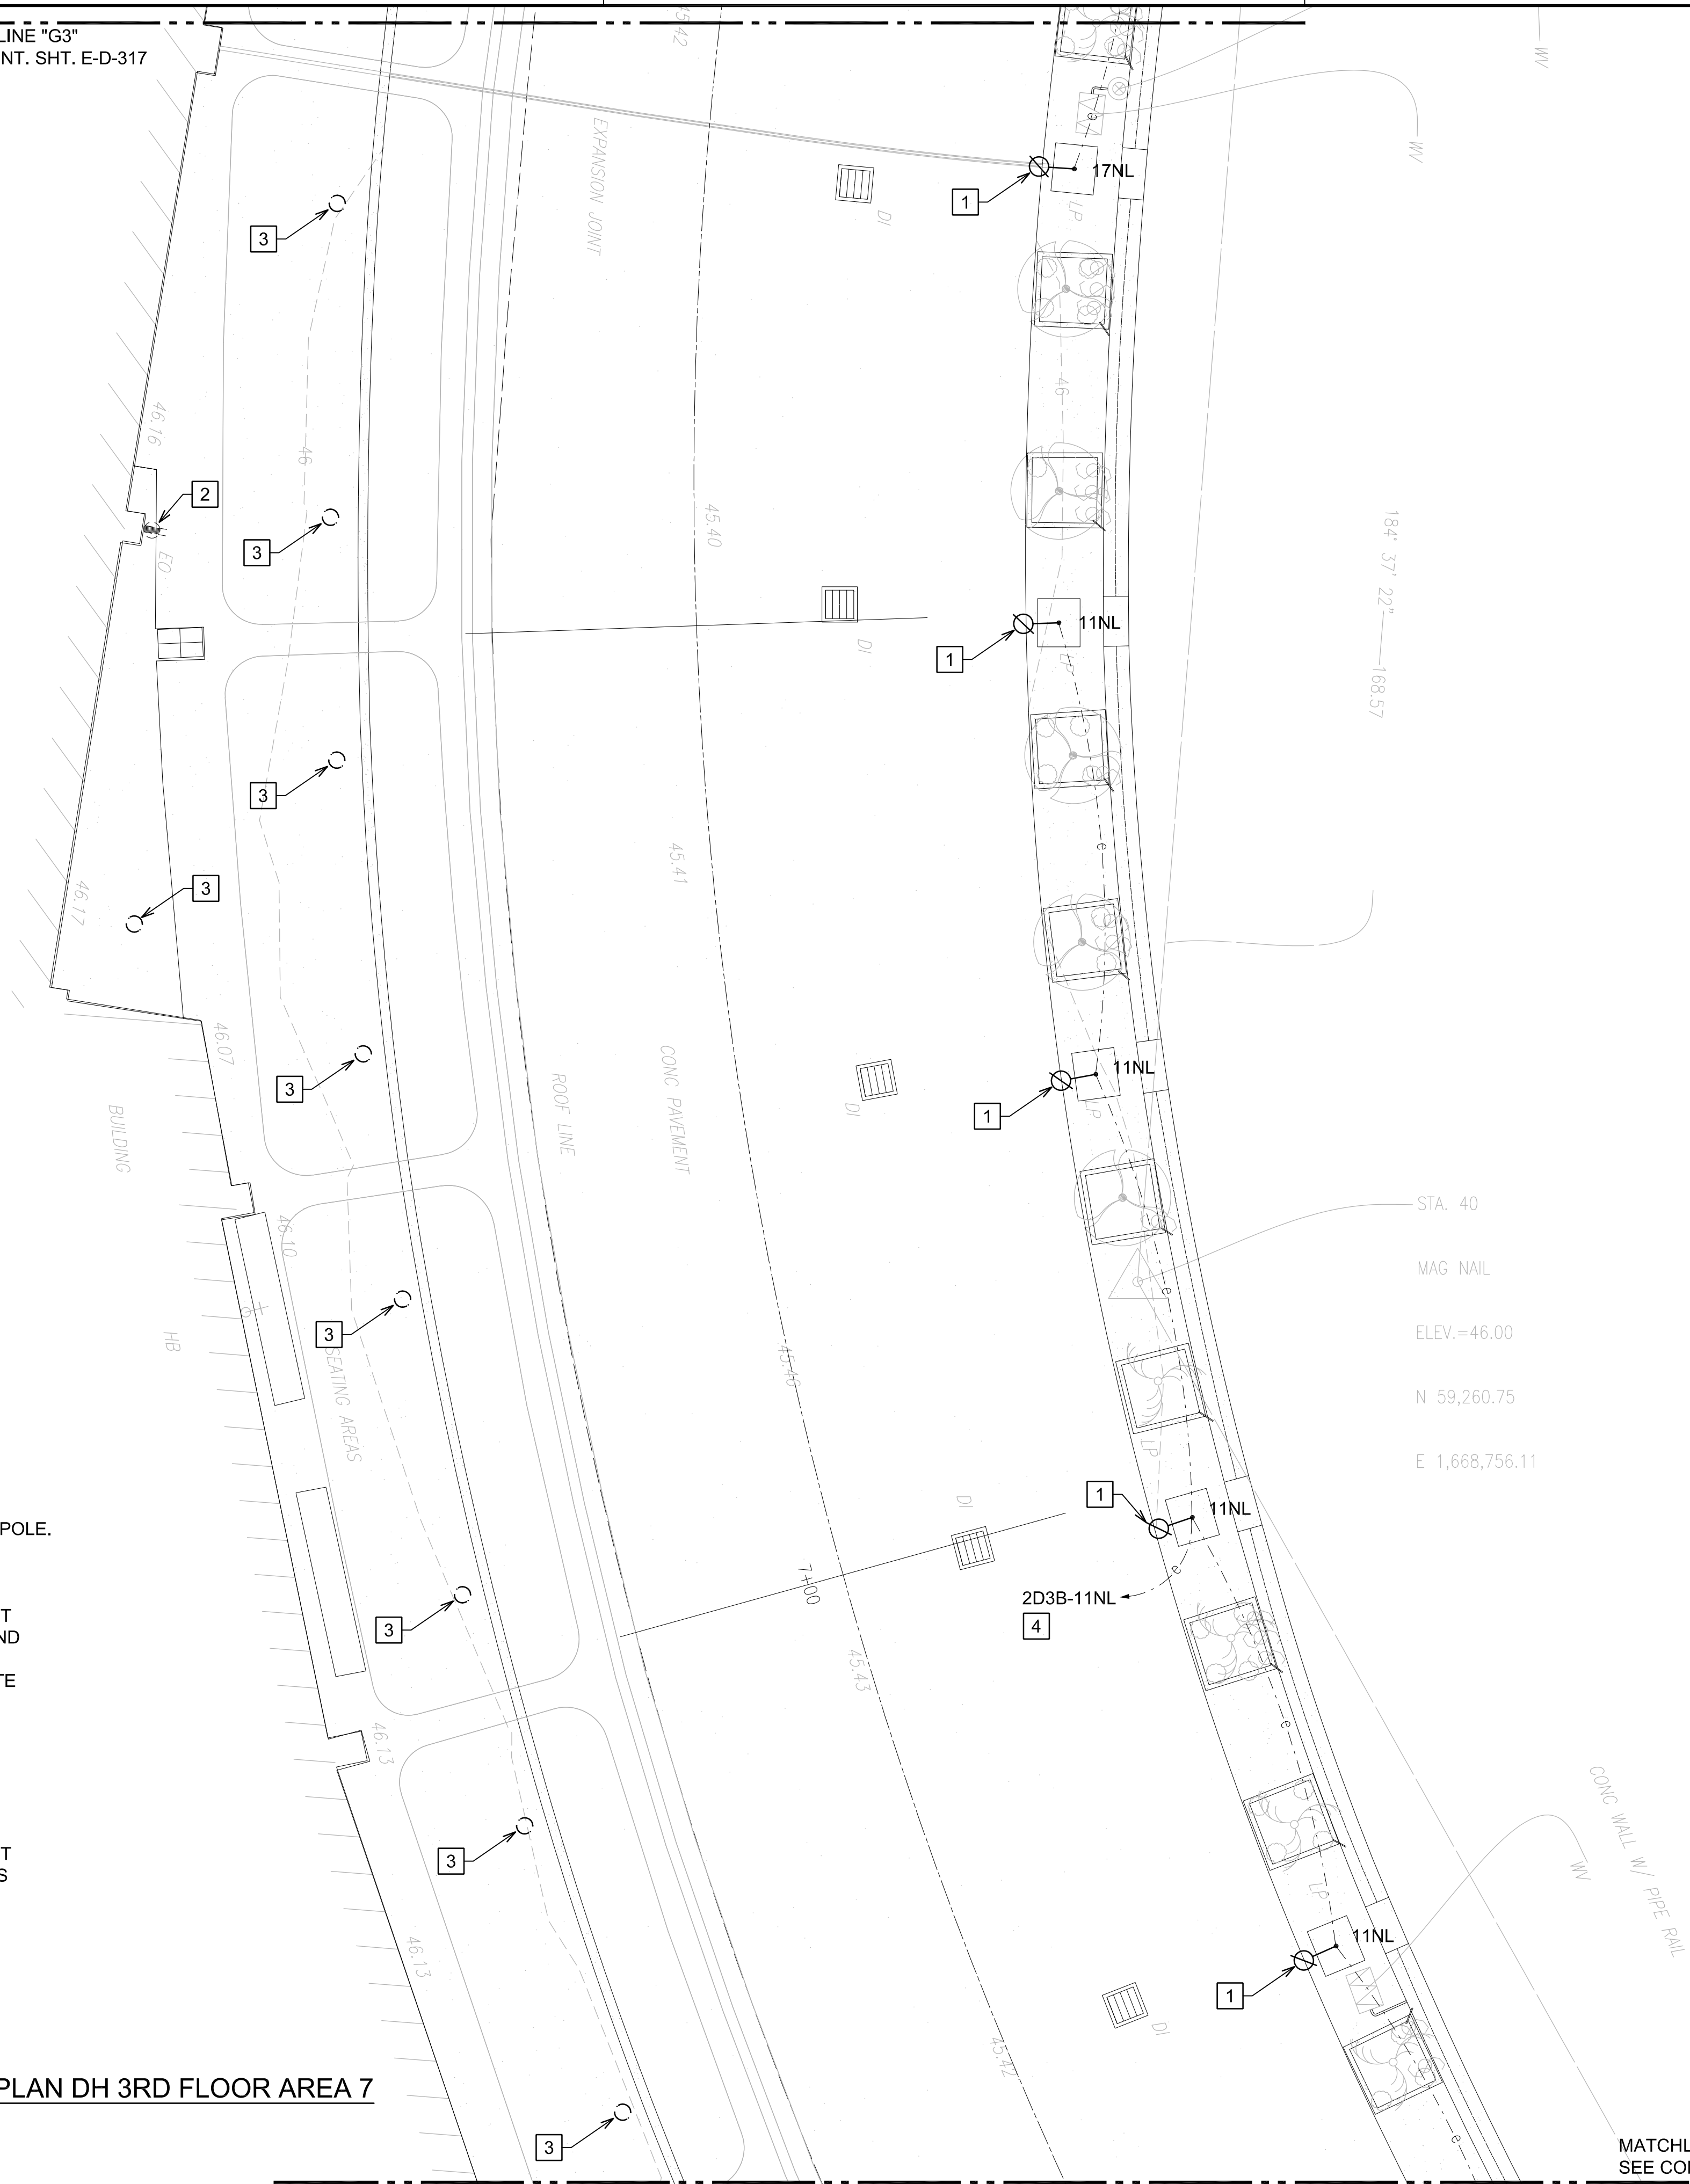 LINE "G3"
NT. SHT. E-D-317
45.42
WV
WV
EXPANSION JOINT
17NL
1
LP
DI
3
46
46.16
2
EO
46
3
45.40
184° 37' 22"
168.57
11NL
1
LP
DI
3
45.41
e
3
46.17
46.07
3
BUILDING
ROOF LINE
CONC PAVEMENT
DI
11NL
1
LP
46.10
STA. 40
MAG NAIL
ELEV.=46.00
N 59,260.75
E 1,668,756.11
e
3
HB
SEATING AREAS
45.46
LP
1
11NL
DI
POLE.
7+00
e
2D3B-11NL
4
T
ND
TE
3
45.43
46.13
e
CONC WALL W/ PIPE RAIL
WV
3
T
S
LP
11NL
1
46.13
DI
45.42
PLAN DH 3RD FLOOR AREA 7
3
e
MATCHL
SEE CO